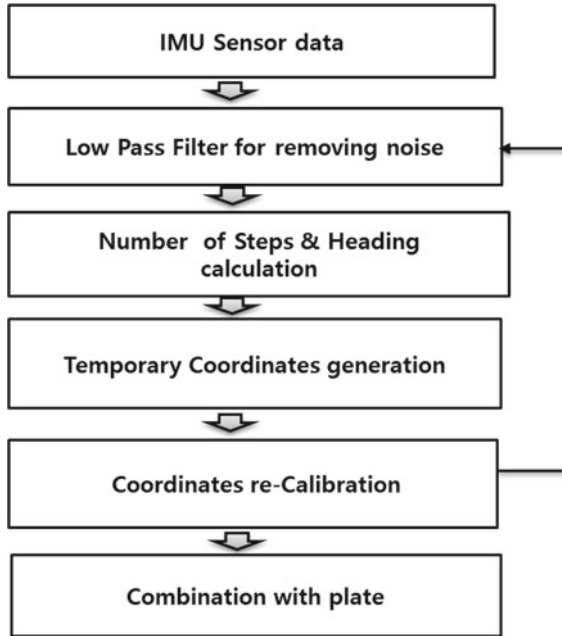 IMU Sensor data
Low Pass Filter for removing noise
Number of Steps & Heading
calculation
Temporary Coordinates generation
Coordinates re-Calibration
Combination with plate